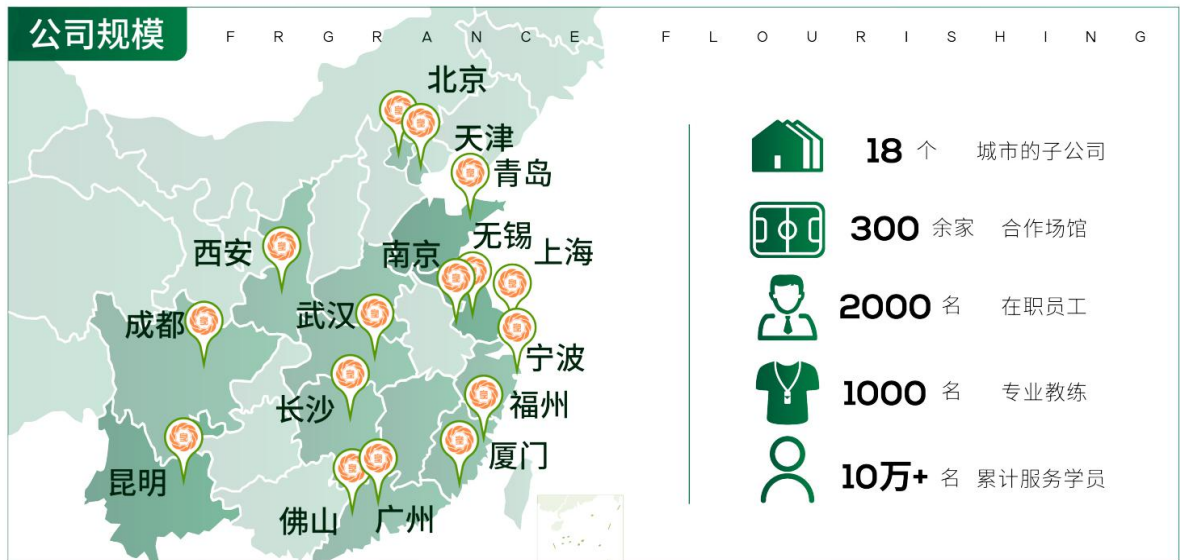 公司规模
FRGRANCE FLOURISHING
北京
天津
青岛
西安
南京
无锡
上海
成都
武汉
宁波
长沙
福州
厦门
昆明
佛山
广州
18 个 城市的子公司
300 余家 合作场馆
2000 名 在职员工
1000 名 专业教练
10万+ 名 累计服务学员